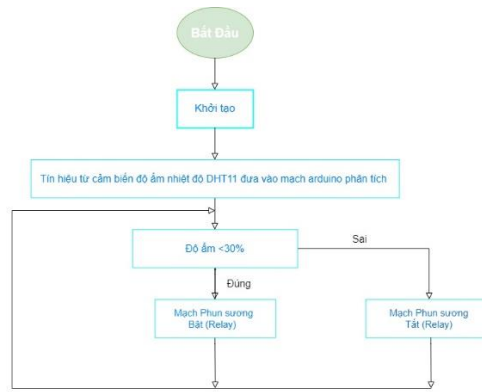 Bắt Đầu
Khởi tạo
Tín hiệu từ cảm biến độ ẩm nhiệt độ DHT11 đưa vào mạch arduino phân tích
Độ ẩm <30%
Sai
Đúng
Mạch Phun sương
Bật (Relay)
Mạch Phun sương
Tắt (Relay)